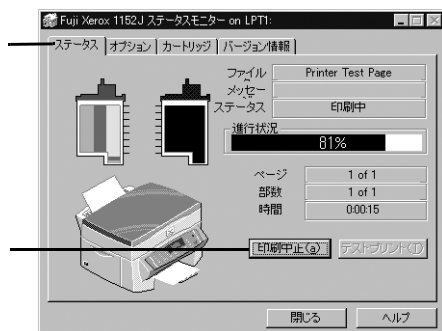 Fuji Xerox 1152J ステータスモニター on LPT1:
ステータス オプション カートリッジ バージョン情報
ファイル Printer Test Page
メッセー
ステータス 印刷中
進行状況
81%
ページ 1 of 1
部数 1 of 1
時間 0:00:15
印刷中止(a) テストプリント(T)
閉じる ヘルプ